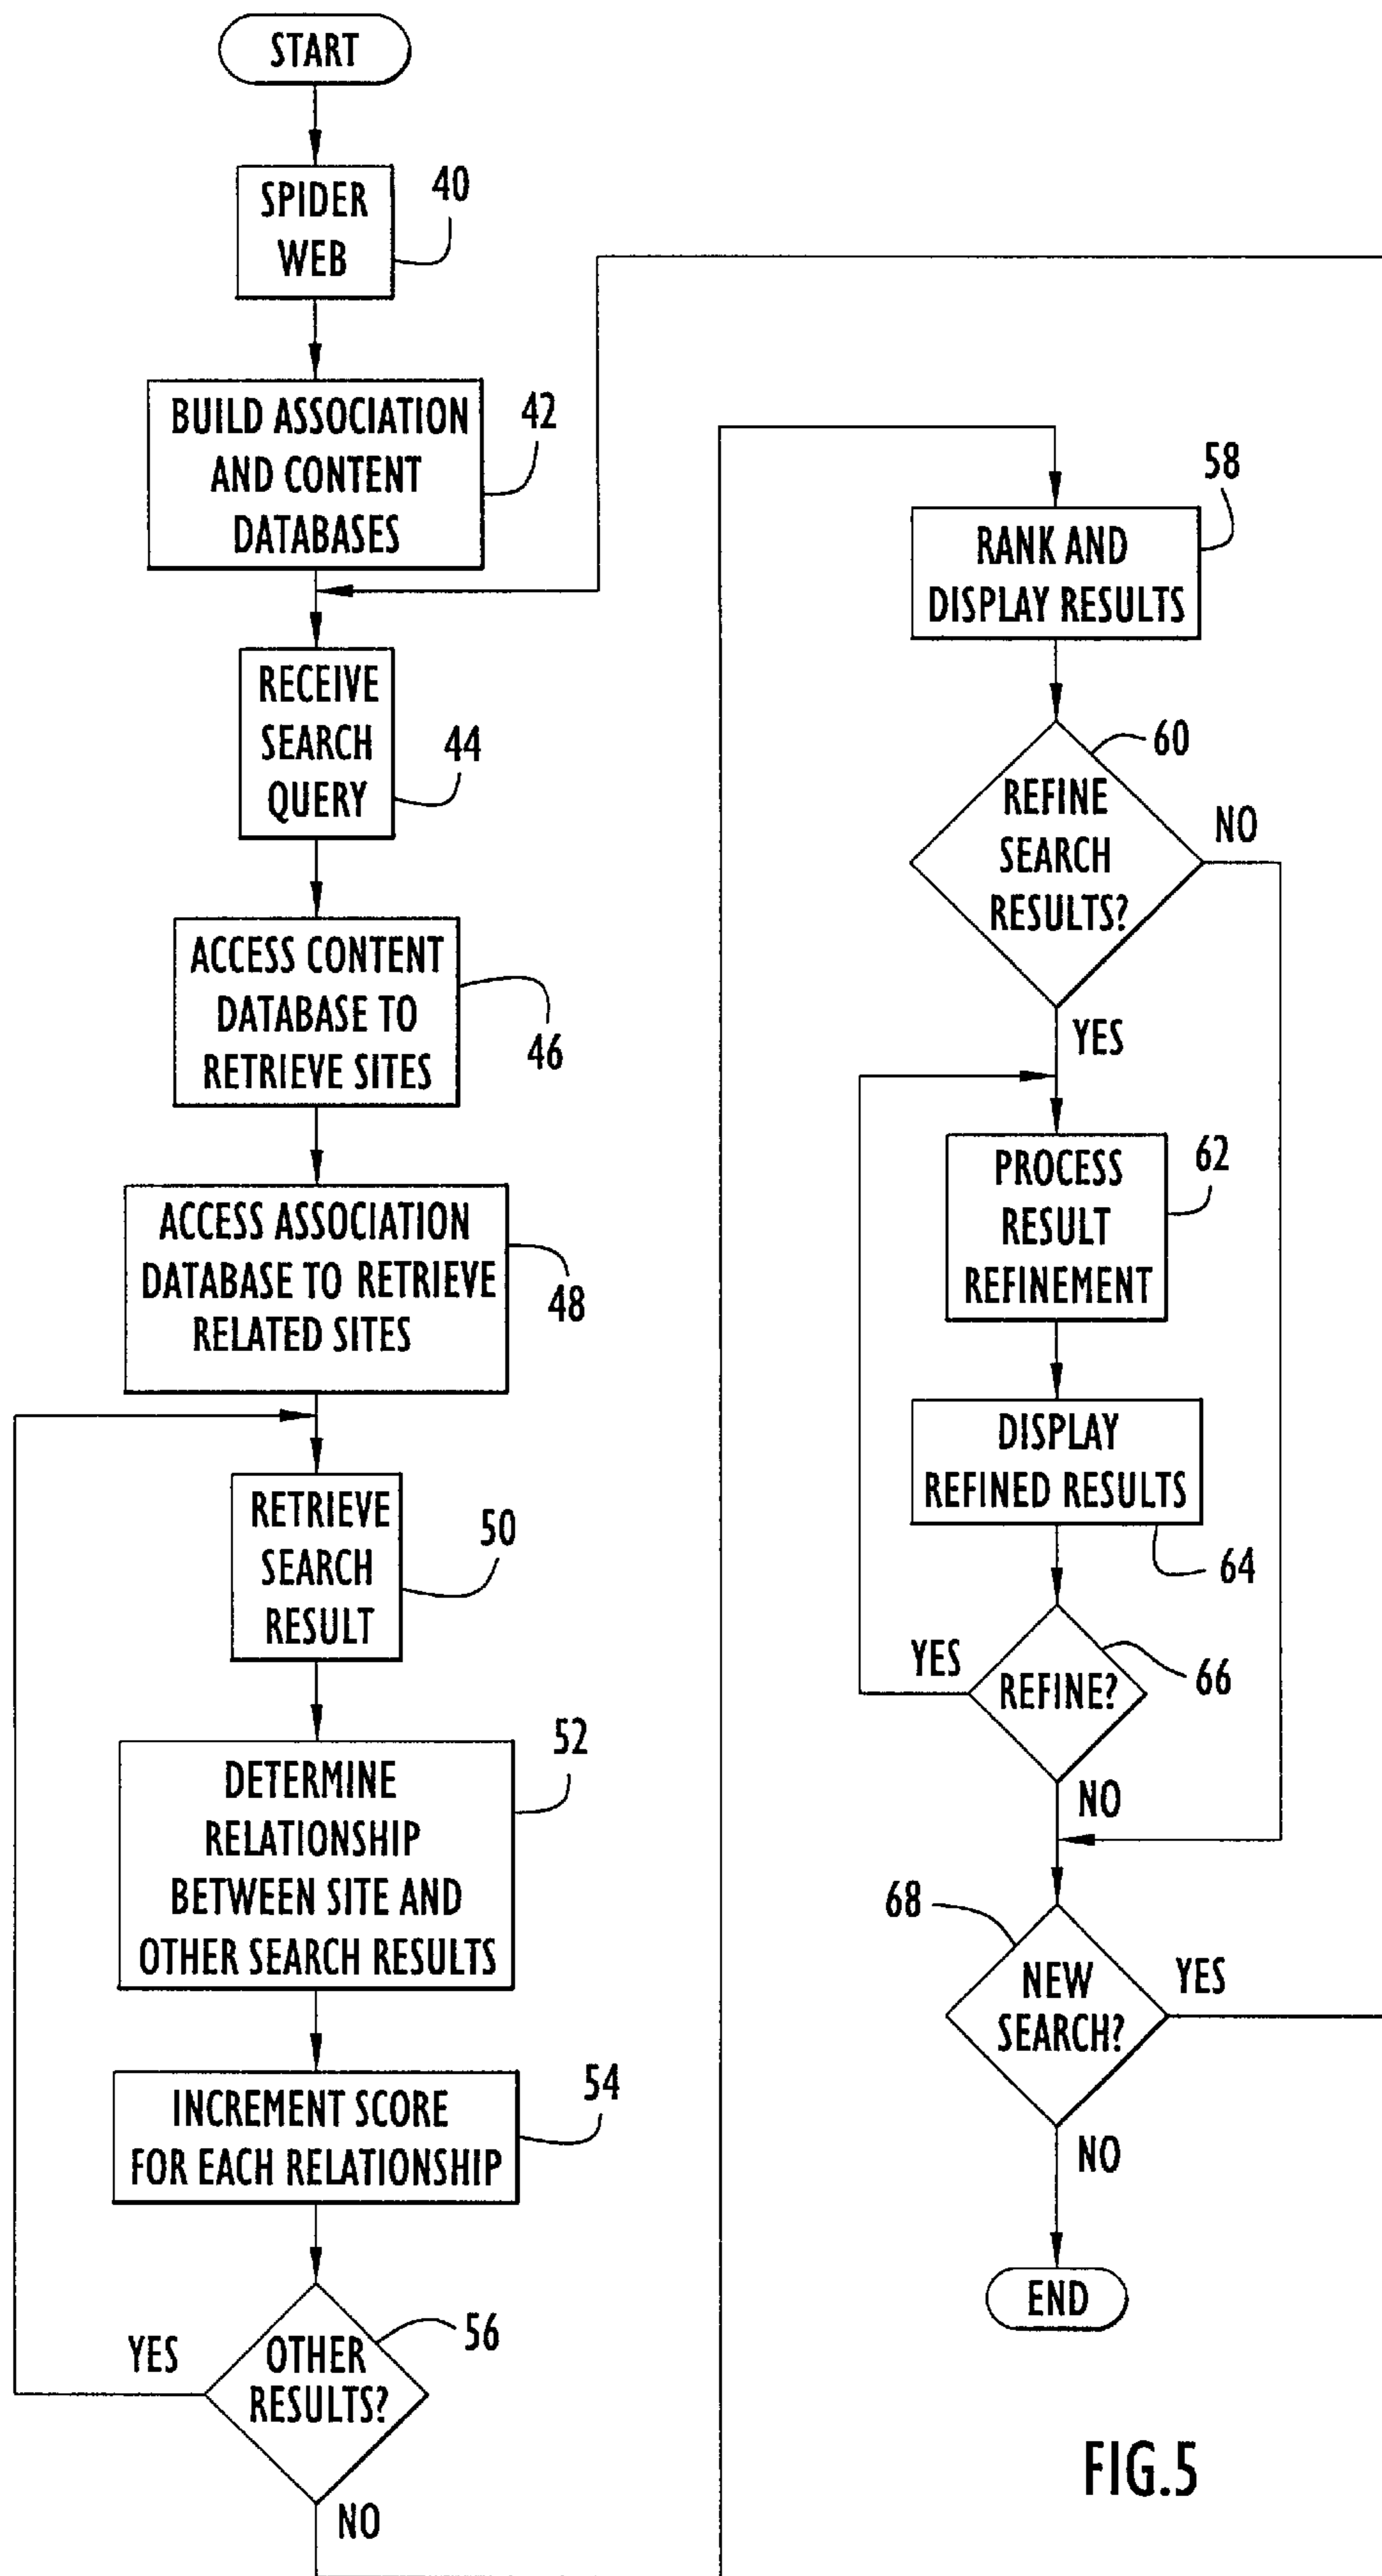 START
SPIDER
WEB
40
BUILD ASSOCIATION
AND CONTENT
DATABASES
42
RECEIVE
SEARCH
QUERY
44
ACCESS CONTENT
DATABASE TO
RETRIEVE SITES
46
ACCESS ASSOCIATION
DATABASE TO RETRIEVE
RELATED SITES
48
RETRIEVE
SEARCH
RESULT
50
DETERMINE
RELATIONSHIP
BETWEEN SITE AND
OTHER SEARCH RESULTS
52
INCREMENT SCORE
FOR EACH RELATIONSHIP
54
OTHER
RESULTS?
56
YES
NO
RANK AND
DISPLAY RESULTS
58
REFINE
SEARCH
RESULTS?
60
NO
YES
PROCESS
RESULT
REFINEMENT
62
DISPLAY
REFINED RESULTS
64
REFINE?
66
YES
NO
NEW
SEARCH?
68
YES
NO
END
FIG.5